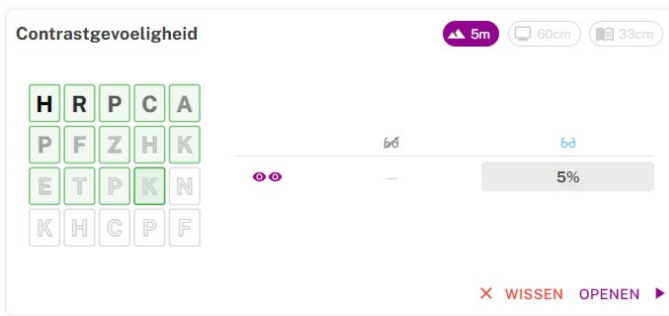 Contrastgevoeligheid
5m 60cm 33cm
H R P C A
P F Z H K
E T P K N
K H C P F
— 5%
WISSEN OPENEN